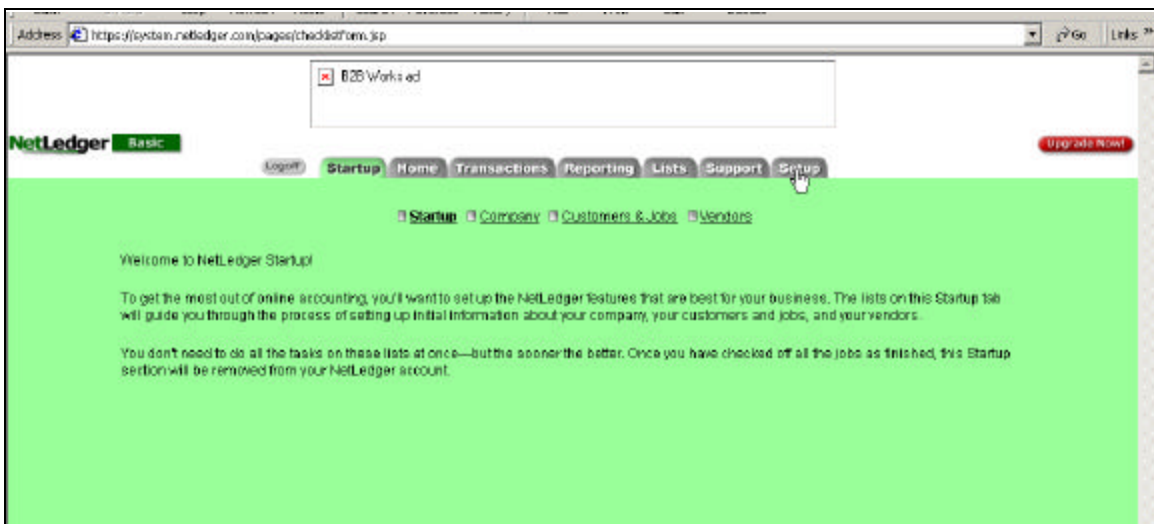 Address https://system.netledger.com/pages/checklistform.jsp Go Links »
B2B Works ad
NetLedger Basic
Upgrade Now!
Logoff Startup Home Transactions Reporting Lists Support Setup
Startup Company Customers & Jobs Vendors
Welcome to NetLedger Startup!
To get the most out of online accounting, you'll want to set up the NetLedger features that are best for your business. The lists on this Startup tab
will guide you through the process of setting up initial information about your company, your customers and jobs, and your vendors.
You don't need to do all the tasks on these lists at once—but the sooner the better. Once you have checked off all the jobs as finished, this Startup
section will be removed from your NetLedger account.